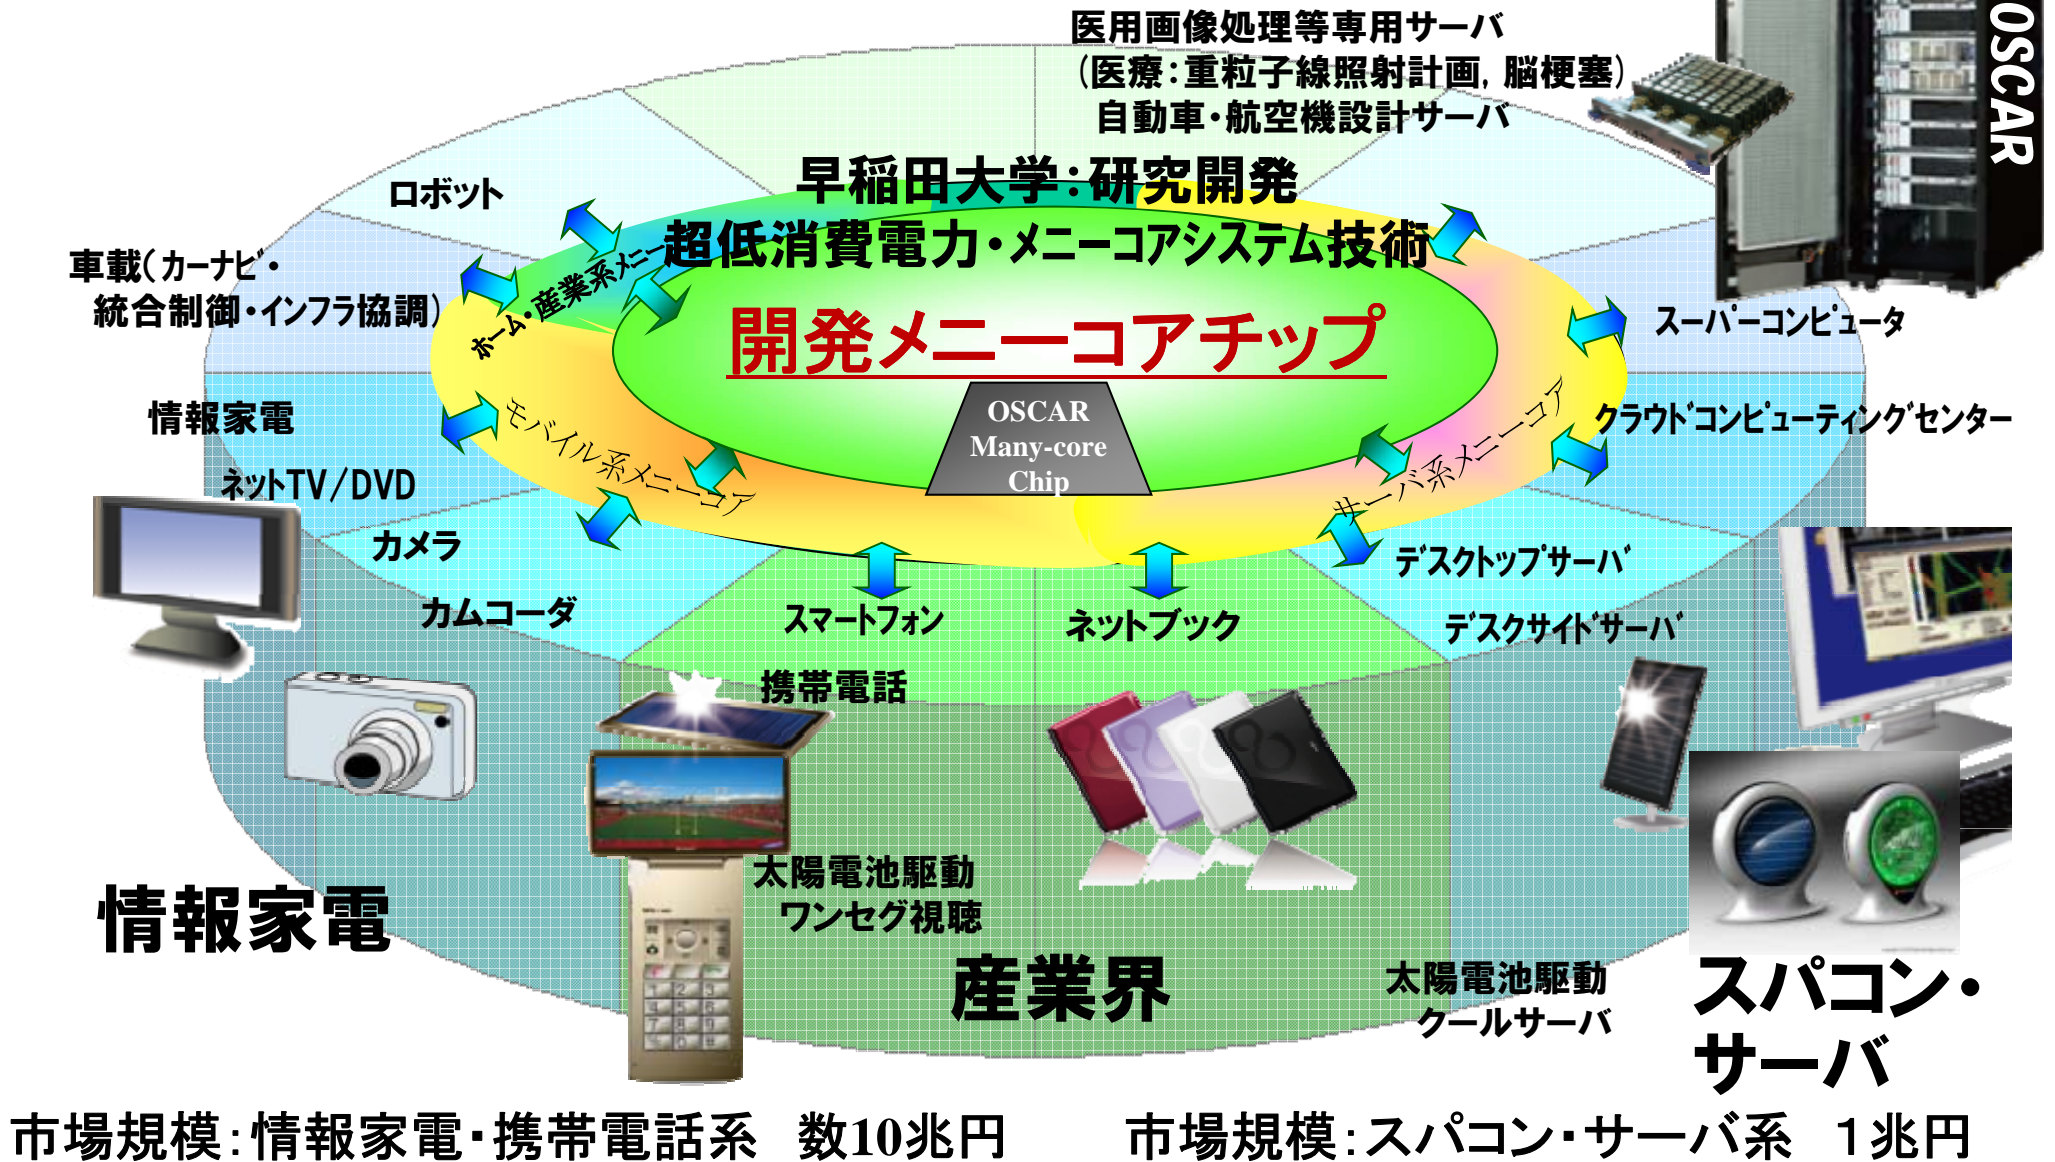 医用画像処理等専用サーバ
(医療：重粒子線照射計画，脳梗塞)
自動車・航空機設計サーバ
OSCAR
早稲田大学：研究開発
超低消費電力・メニーコアシステム技術
開発メニーコアチップ
OSCAR
Many-core
Chip
ロボット
車載(カーナビ・
統合制御・インフラ協調)
ホーム・産業系メニー
モバイル系メニーコア
サーバ系メニーコア
スーパーコンピュータ
クラウドコンピューティングセンター
情報家電
ネットTV/DVD
カメラ
カムコーダ
スマートフォン
携帯電話
ネットブック
デスクトップサーバ
デスクサイドサーバ
太陽電池駆動
ワンセグ視聴
情報家電
産業界
太陽電池駆動
クールサーバ
スパコン・
サーバ
市場規模：情報家電・携帯電話系　数10兆円
市場規模：スパコン・サーバ系　１兆円